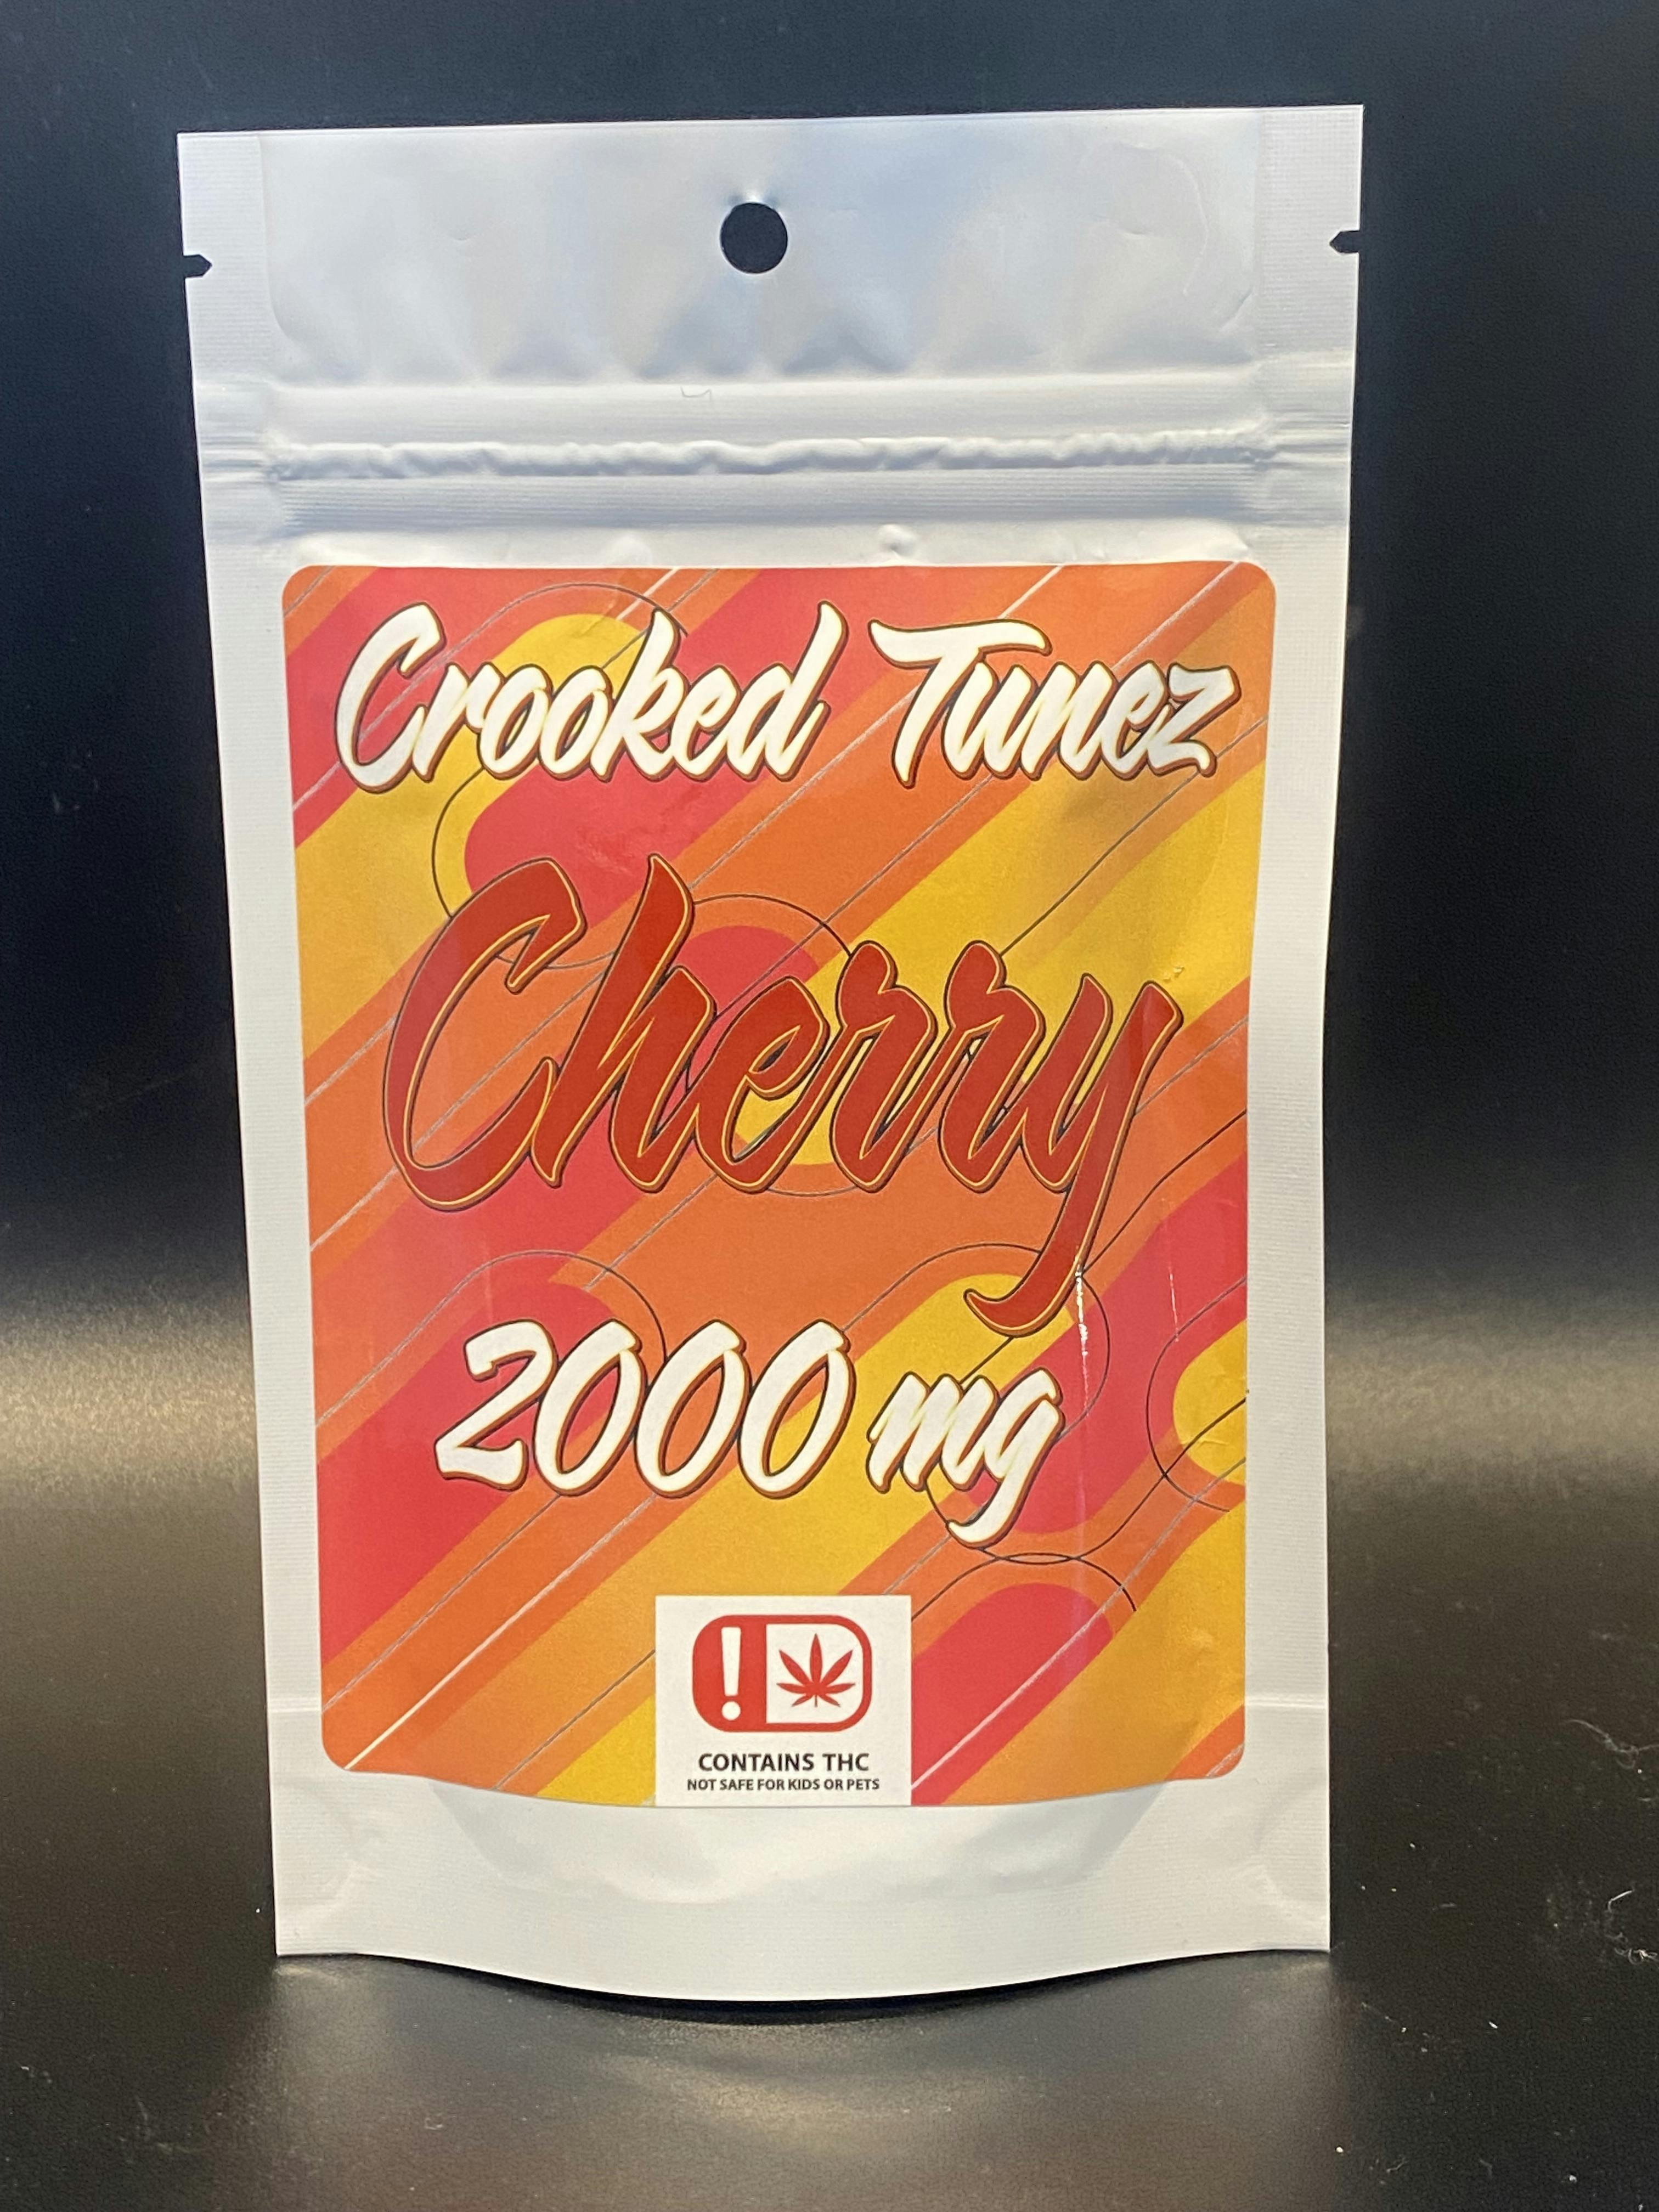 Crooked Tunez
Cherry
2000 mg
!
CONTAINS THC
NOT SAFE FOR KIDS OR PETS